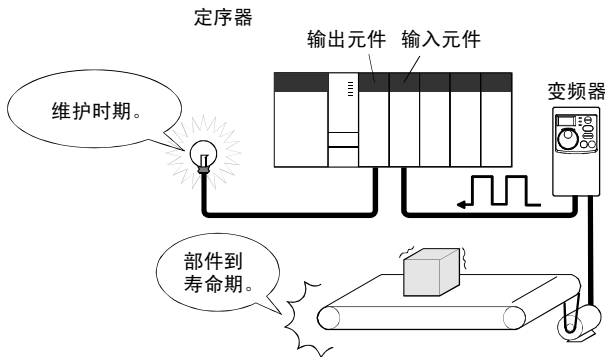 定序器
输出元件 输入元件
变频器
维护时期。
部件到
寿命期。